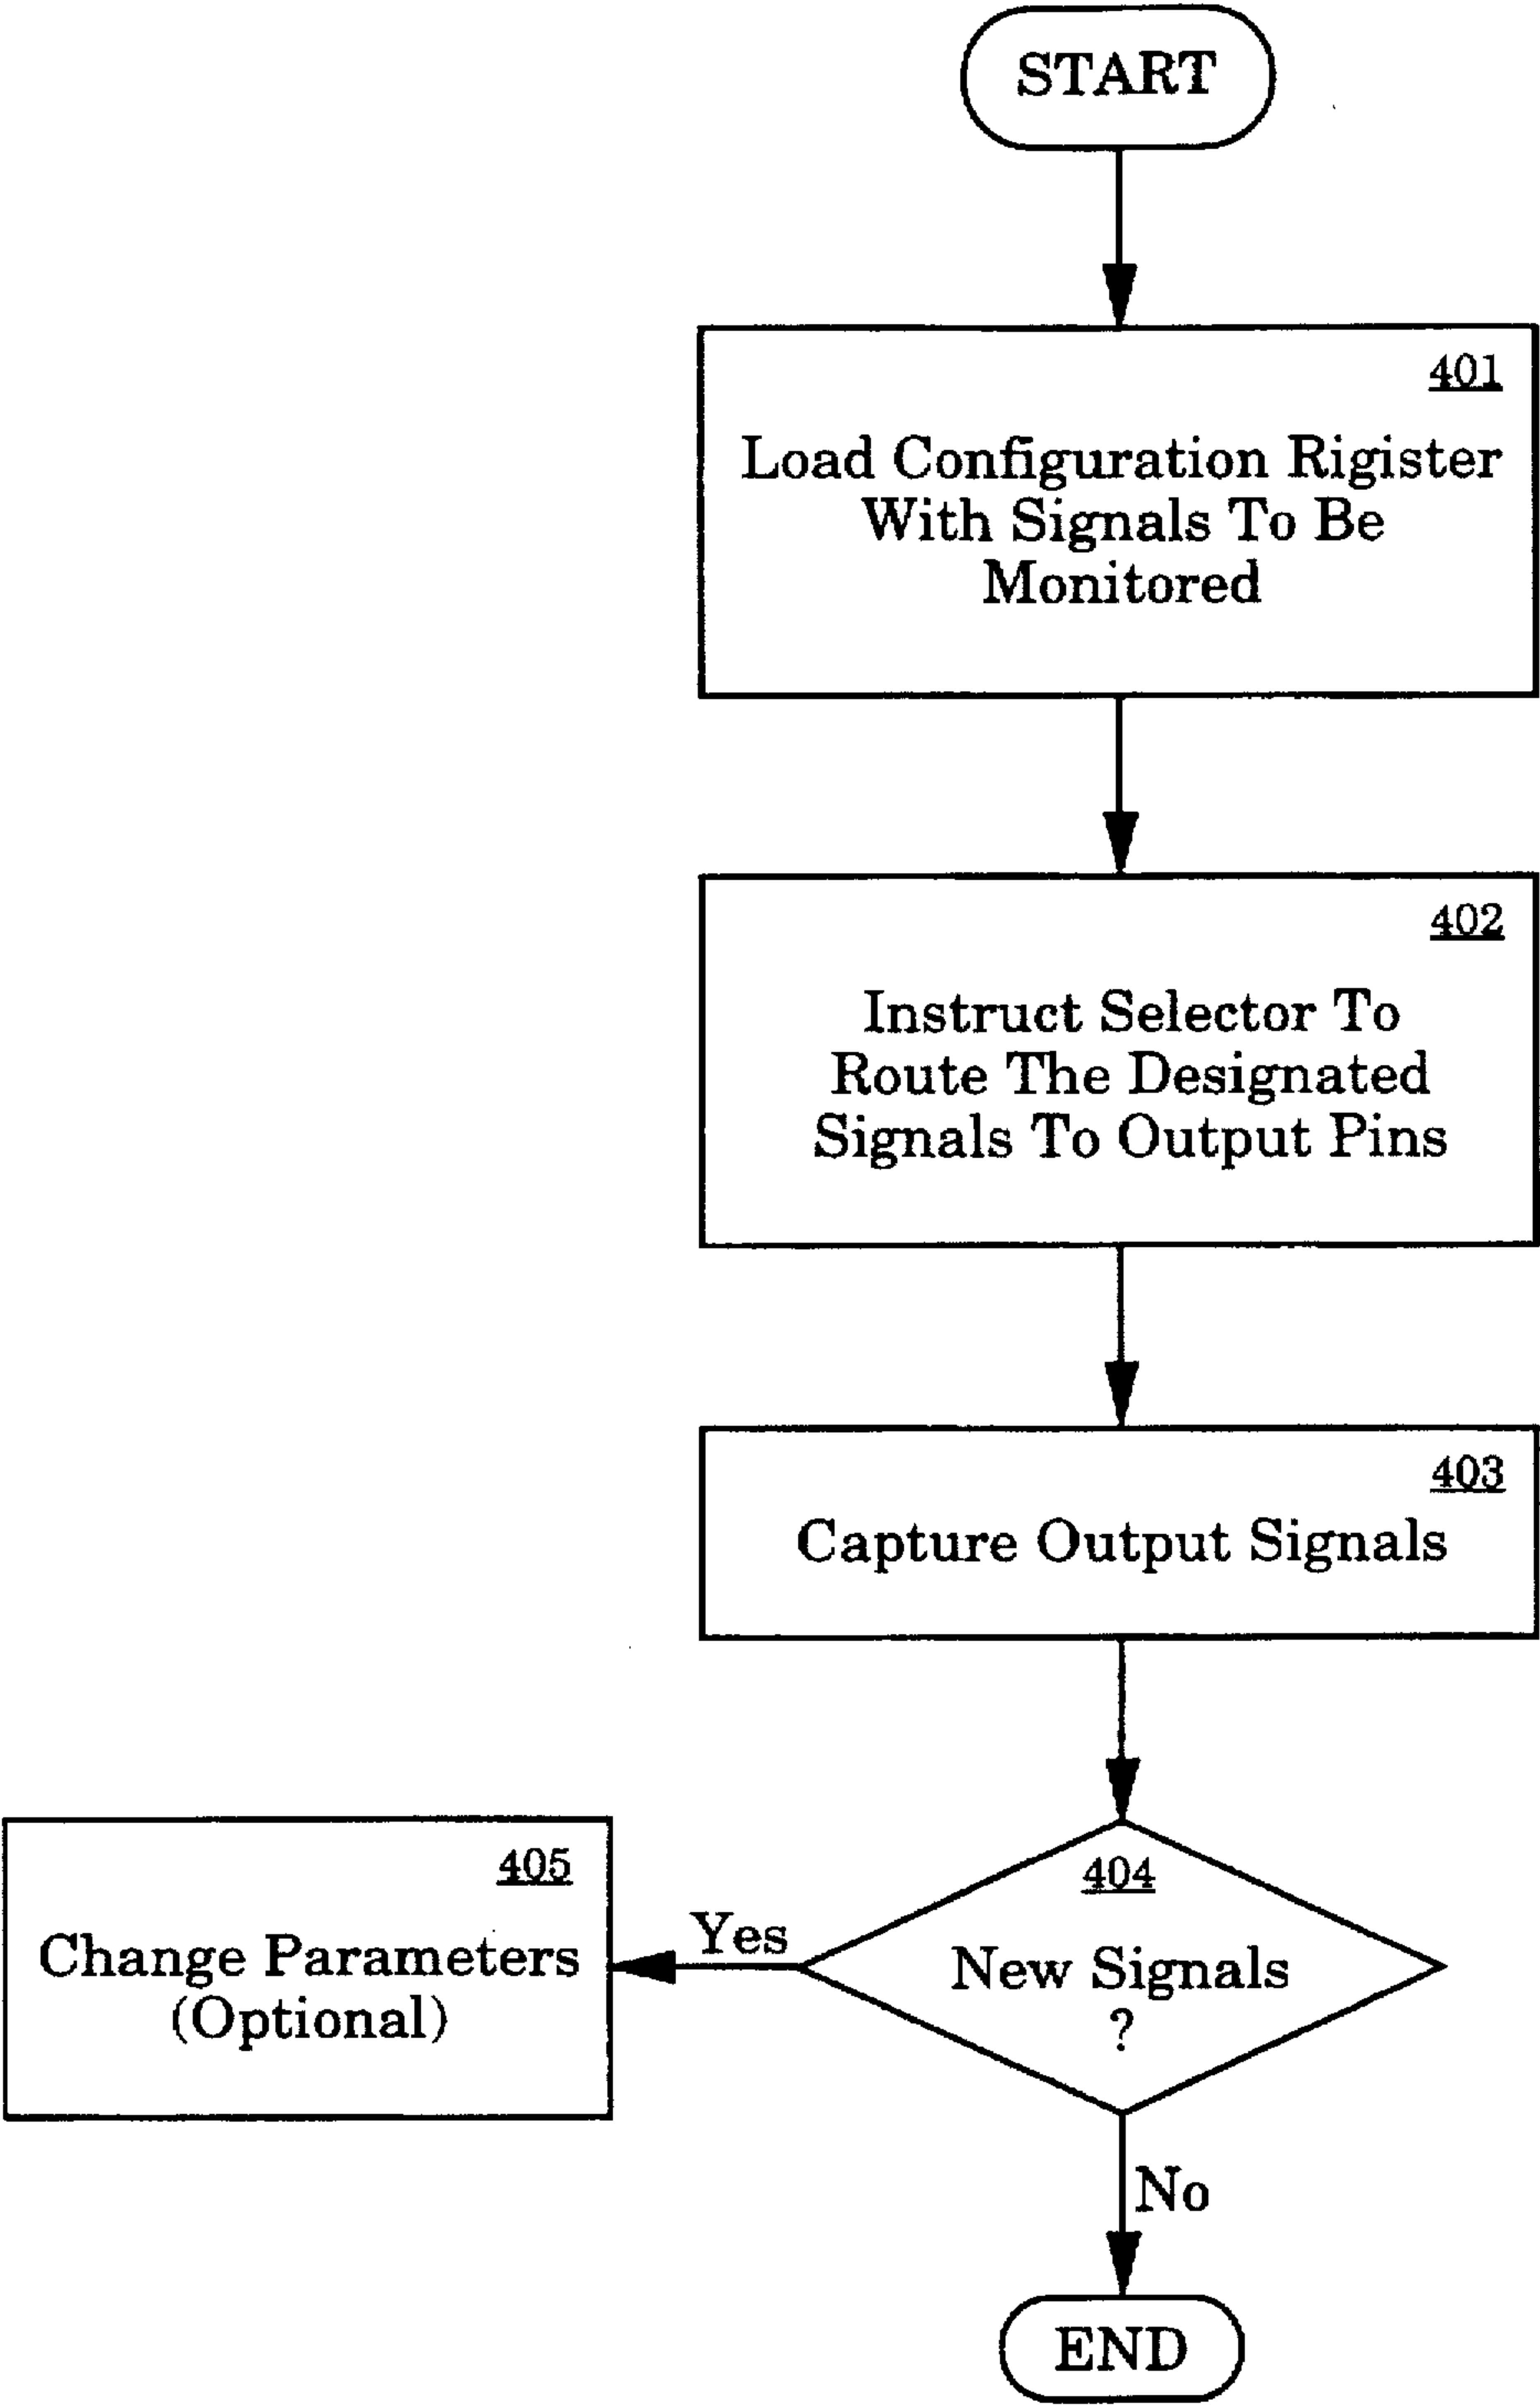 START
401
Load Configuration Rigister
With Signals To Be
Monitored
402
Instruct Selector To
Route The Designated
Signals To Output Pins
403
Capture Output Signals
404
New Signals
?
Yes
405
Change Parameters
(Optional)
No
END